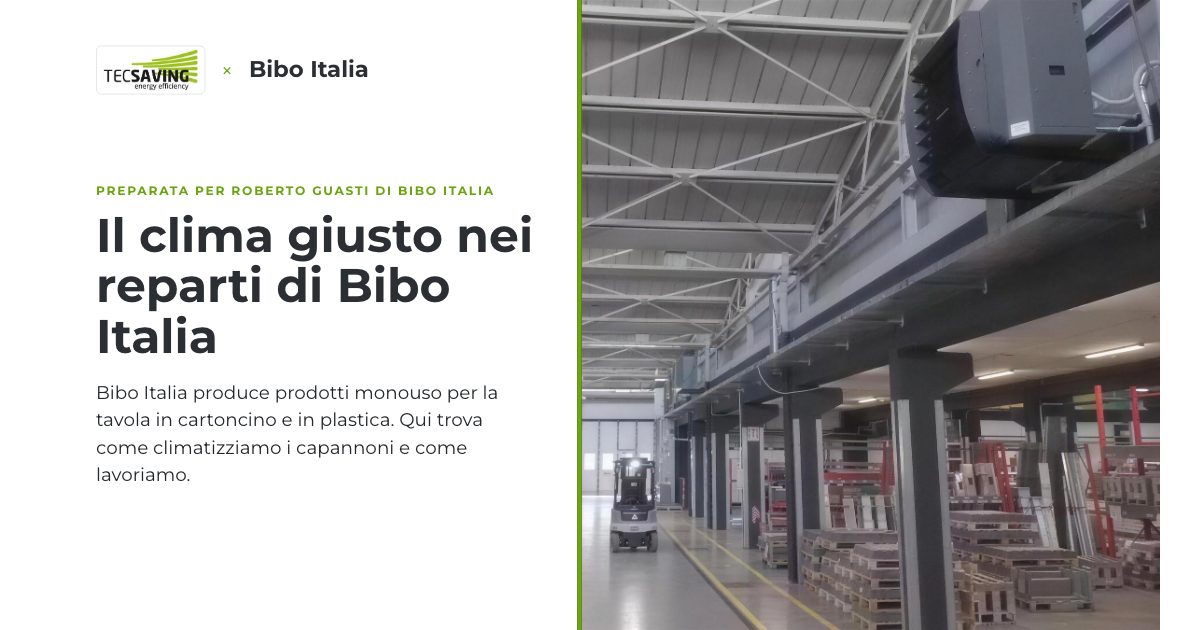 TECSAVING
energy efficiency
× Bibo Italia
PREPARATA PER ROBERTO GUASTI DI BIBO ITALIA
Il clima giusto nei
reparti di Bibo
Italia
Bibo Italia produce prodotti monouso per la
tavola in cartoncino e in plastica. Qui trova
come climatizziamo i capannoni e come
lavoriamo.